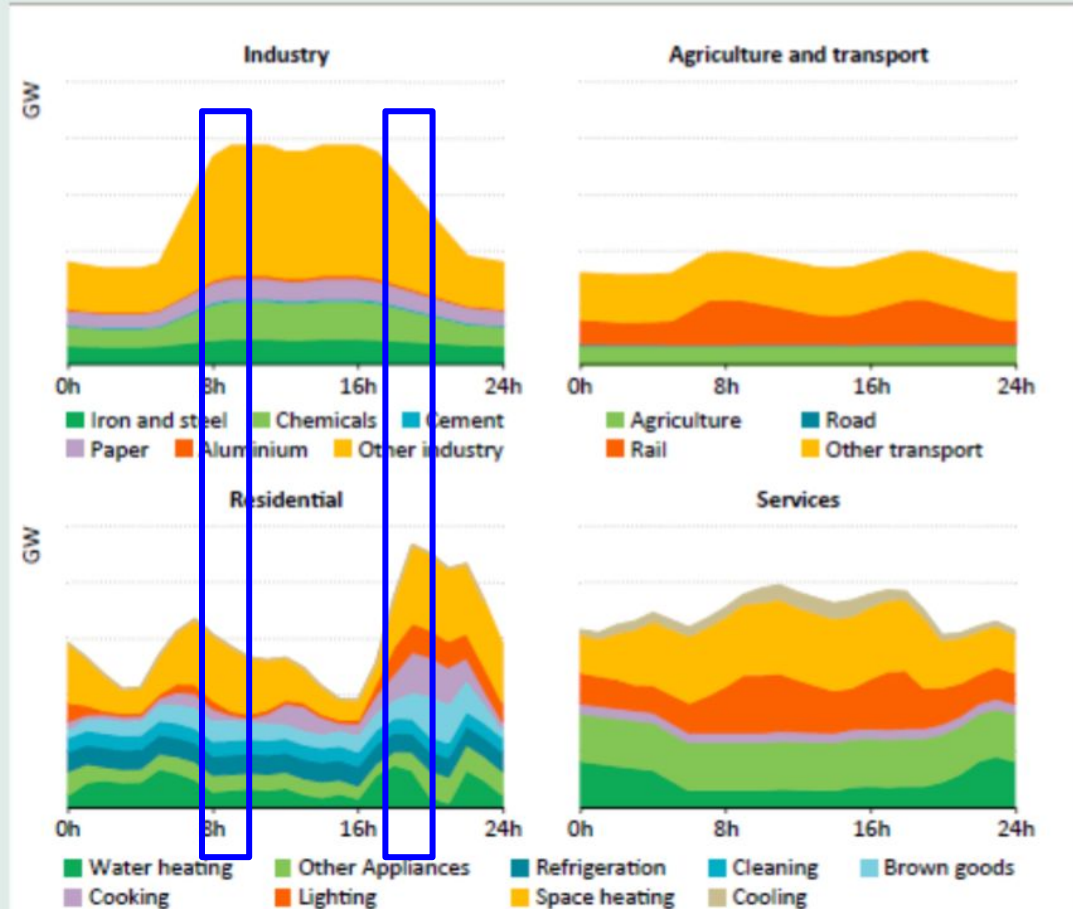 Industry
Agriculture and transport
GW
0h 8h 16h 24h
0h 8h 16h 24h
Iron and steel Chemicals Cement
Paper Aluminium Other industry
Agriculture Road
Rail Other transport
Residential
Services
GW
0h 8h 16h 24h
0h 8h 16h 24h
Water heating Other Appliances Refrigeration Cleaning Brown goods
Cooking Lighting Space heating Cooling